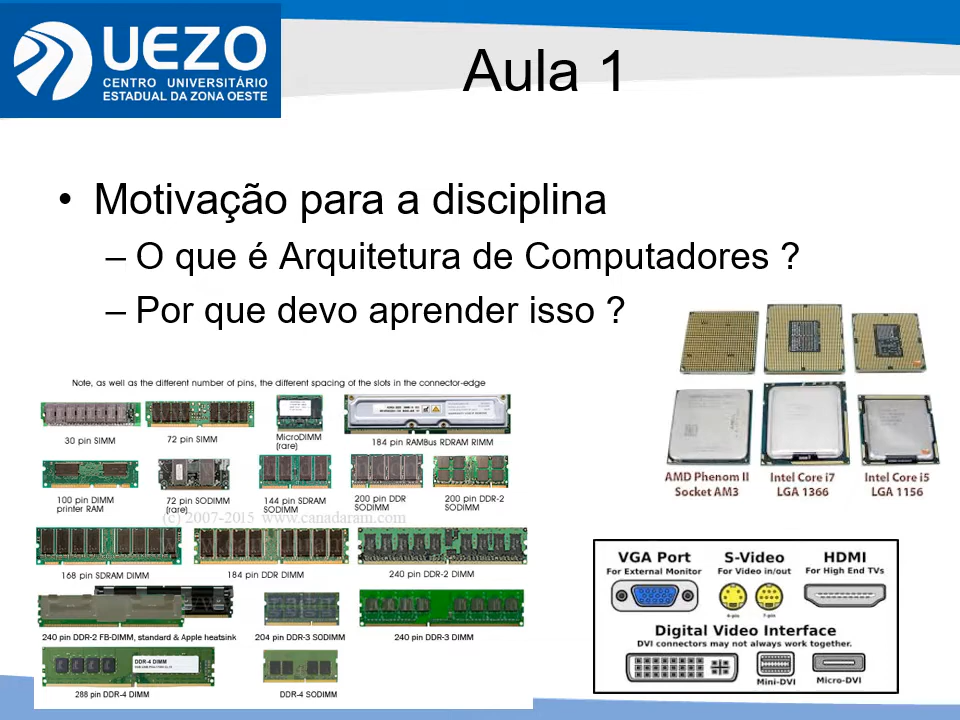 UEZO
CENTRO UNIVERSITÁRIO
ESTADUAL DA ZONA OESTE
Aula 1
• Motivação para a disciplina
– O que é Arquitetura de Computadores ?
– Por que devo aprender isso ?
Note, as well as the different number of pins, the different spacing of the slots in the connector-edge
30 pin SIMM
72 pin SIMM
MicroDIMM
(rare)
184 pin RAMBus RDRAM RIMM
100 pin DIMM
printer RAM
72 pin SODIMM
(rare)
144 pin SDRAM
SODIMM
200 pin DDR
SODIMM
200 pin DDR-2
SODIMM
(c) 2007-2015 www.canadaram.com
168 pin SDRAM DIMM
184 pin DDR DIMM
240 pin DDR-2 DIMM
240 pin DDR-2 FB-DIMM, standard & Apple heatsink
204 pin DDR-3 SODIMM
240 pin DDR-3 DIMM
DDR-4 DIMM
288 pin DDR-4 DIMM
DDR-4 SODIMM
AMD Phenom II
Socket AM3
Intel Core i7
LGA 1366
Intel Core i5
LGA 1156
VGA Port
For External Monitor
S-Video
For Video in/out
HDMI
For High End TVs
4-pin
7-pin
Digital Video Interface
DVI connectors may not always work together.
Mini-DVI
Micro-DVI